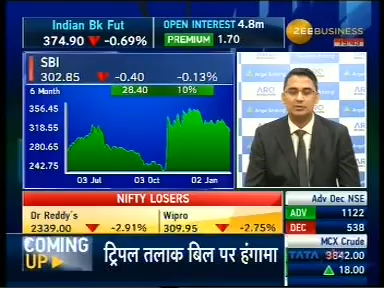 Indian Bk Fut
374.90 -0.69%
OPEN INTEREST 4.8m
PREMIUM 1.70
ZEE BUSINESS
SBI
302.85 -0.40 -0.13%
6 Month 28.40 10%
356.45
318.55
280.65
242.75
03 Jul 03 Oct 02 Jan
NIFTY LOSERS
Dr Reddy's
2339.00 -2.91%
Wipro
309.95 -2.75%
Adv Dec NSE
ADV 1122
DEC 538
MCX Crude
3842.00
18.00
COMING
UP
ट्रिपल तलाक बिल पर हंगामा
TATA